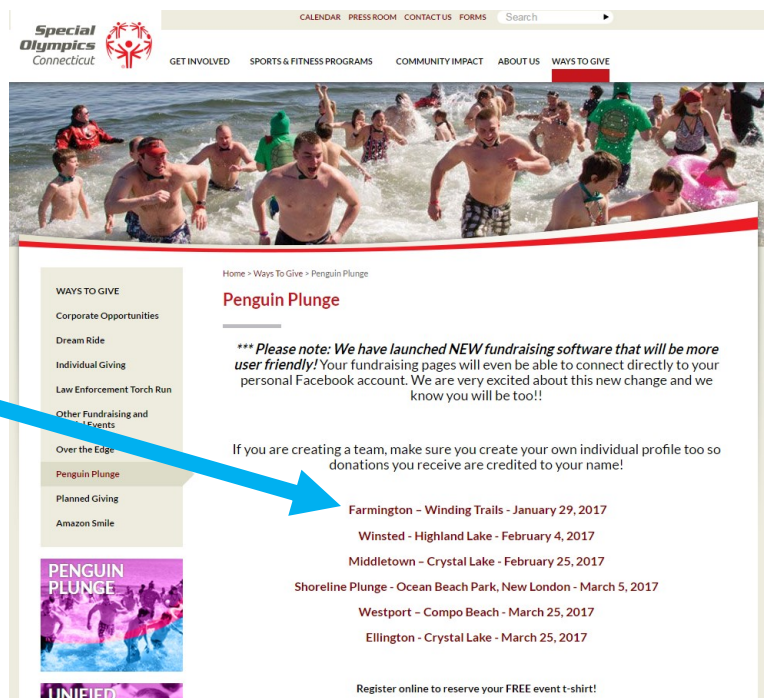 CALENDAR PRESS ROOM CONTACT US FORMS Search
Special
Olympics
Connecticut
GET INVOLVED SPORTS & FITNESS PROGRAMS COMMUNITY IMPACT ABOUT US WAYS TO GIVE
WAYS TO GIVE
Corporate Opportunities
Dream Ride
Individual Giving
Law Enforcement Torch Run
Other Fundraising and
Events
Over the Edge
Penguin Plunge
Planned Giving
Amazon Smile
PENGUIN
PLUNGE
UNIFIED
Home > Ways To Give > Penguin Plunge
Penguin Plunge
*** Please note: We have launched NEW fundraising software that will be more
user friendly! Your fundraising pages will even be able to connect directly to your
personal Facebook account. We are very excited about this new change and we
know you will be too!!
If you are creating a team, make sure you create your own individual profile too so
donations you receive are credited to your name!
Farmington – Winding Trails - January 29, 2017
Winsted - Highland Lake - February 4, 2017
Middletown – Crystal Lake - February 25, 2017
Shoreline Plunge - Ocean Beach Park, New London - March 5, 2017
Westport – Compo Beach - March 25, 2017
Ellington - Crystal Lake - March 25, 2017
Register online to reserve your FREE event t-shirt!